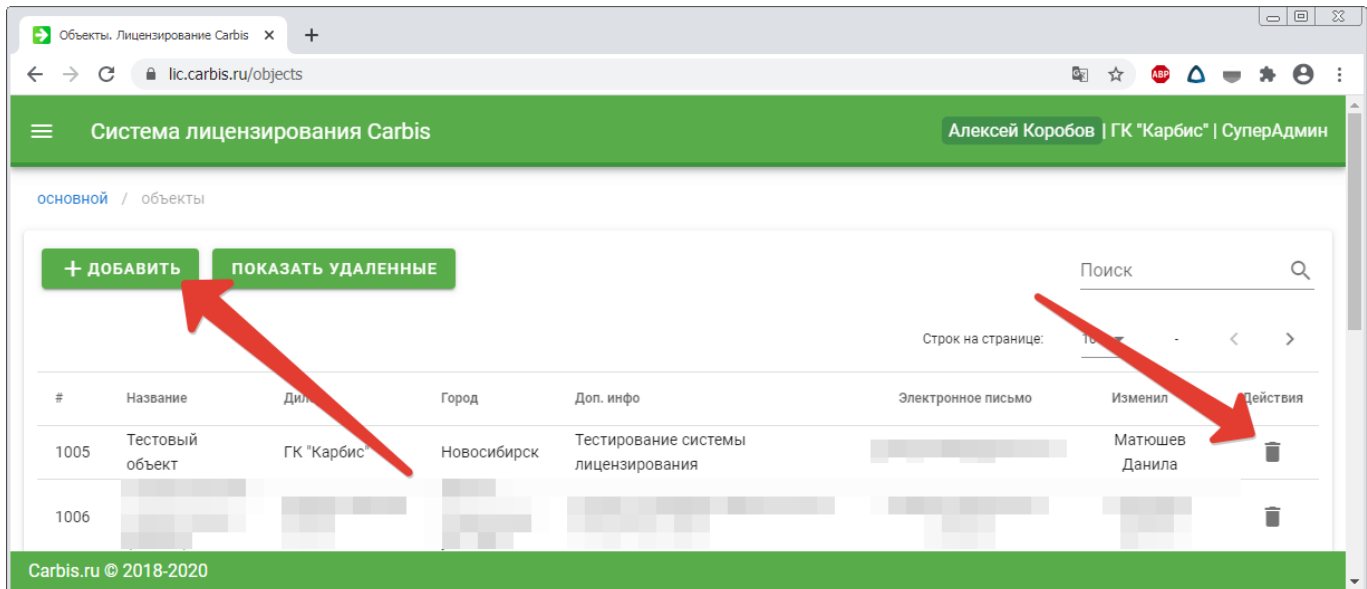 Объекты. Лицензирование Carbis
lic.carbis.ru/objects
ABP
Система лицензирования Carbis
Алексей Коробов | ГК "Карбис" | СуперАдмин
основной / объекты
+ ДОБАВИТЬ
ПОКАЗАТЬ УДАЛЕННЫЕ
Поиск
Строк на странице:
-
# Название Город Доп. инфо Электронное письмо Изменил Действия
1005 Тестовый объект ГК "Карбис" Новосибирск Тестирование системы лицензирования Матюшев Данила
1006
Carbis.ru © 2018-2020